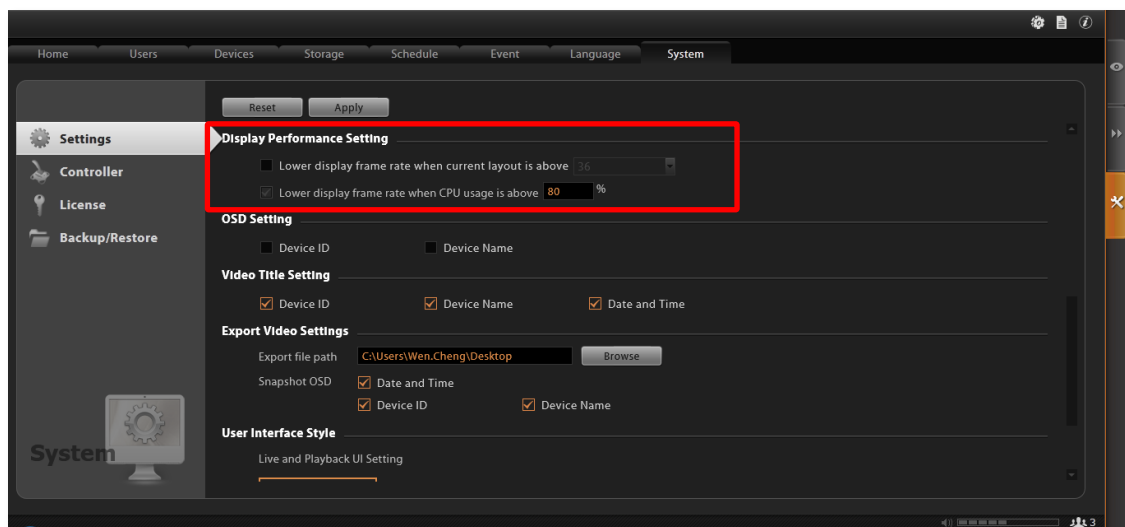 Home Users Devices Storage Schedule Event Language System
Reset Apply
Settings
Controller
License
Backup/Restore
System
Display Performance Setting
Lower display frame rate when current layout is above 36
Lower display frame rate when CPU usage is above 80 %
OSD Setting
Device ID Device Name
Video Title Setting
Device ID Device Name Date and Time
Export Video Settings
Export file path C:\Users\Wen.Cheng\Desktop Browse
Snapshot OSD Date and Time
Device ID Device Name
User Interface Style
Live and Playback UI Setting
3